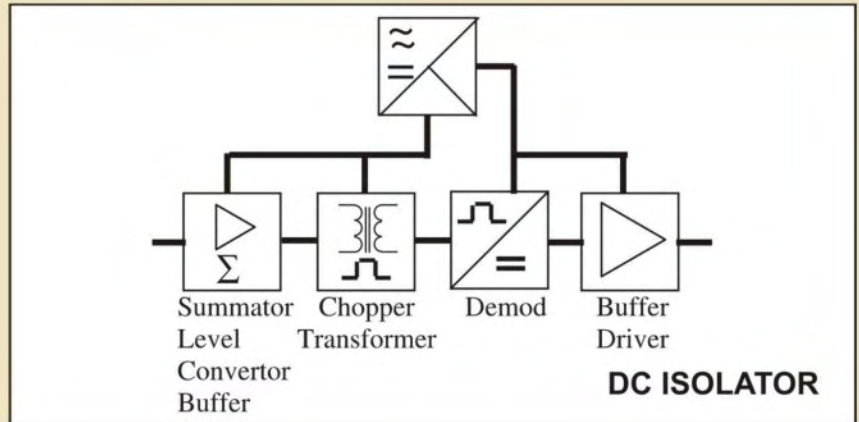 Σ
Summator
Level
Convertor
Buffer
Chopper
Transformer
Demod
Buffer
Driver
DC ISOLATOR